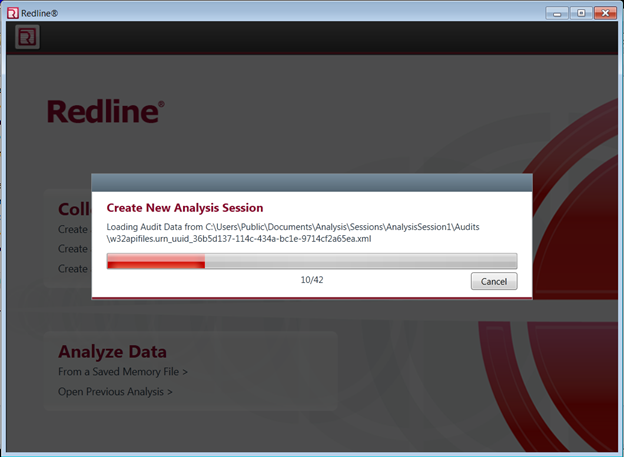 Redline®
Redline®
Create New Analysis Session
Loading Audit Data from C:\Users\Public\Documents\Analysis\Sessions\AnalysisSession1\Audits
\w32apifiles.urn_uuid_36b5d137-114c-434a-bc1e-9714cf2a65ea.xml
10/42
Cancel
Coll
Create
Create
Create
Analyze Data
From a Saved Memory File >
Open Previous Analysis >